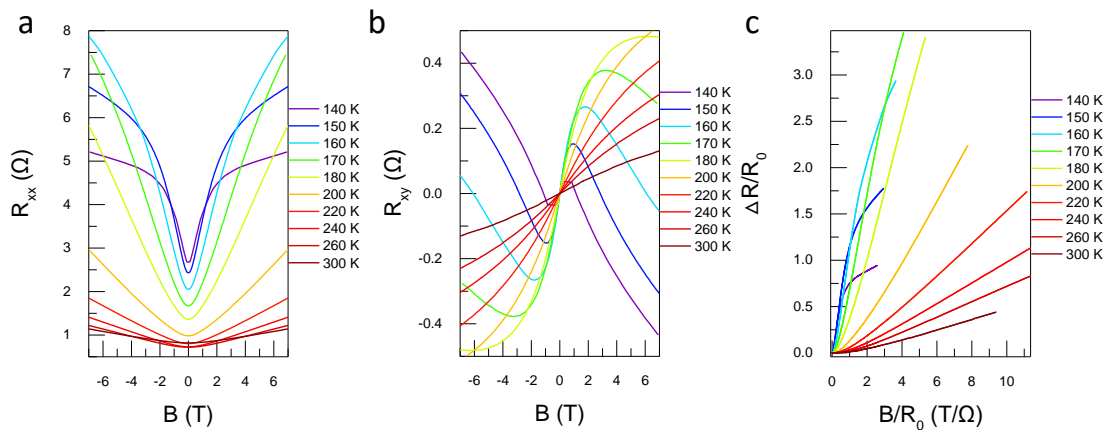 a
8
7
6
5
4
3
2
1
-6 -4 -2 0 2 4 6
B (T)
Rxx (Ω)
140 K
150 K
160 K
170 K
180 K
200 K
220 K
240 K
260 K
300 K
b
0.4
0.2
0.0
-0.2
-0.4
-6 -4 -2 0 2 4 6
B (T)
Rxy (Ω)
140 K
150 K
160 K
170 K
180 K
200 K
220 K
240 K
260 K
300 K
c
3.0
2.5
2.0
1.5
1.0
0.5
0.0
0 2 4 6 8 10
B/R0 (T/Ω)
ΔR/R0
140 K
150 K
160 K
170 K
180 K
200 K
220 K
240 K
260 K
300 K